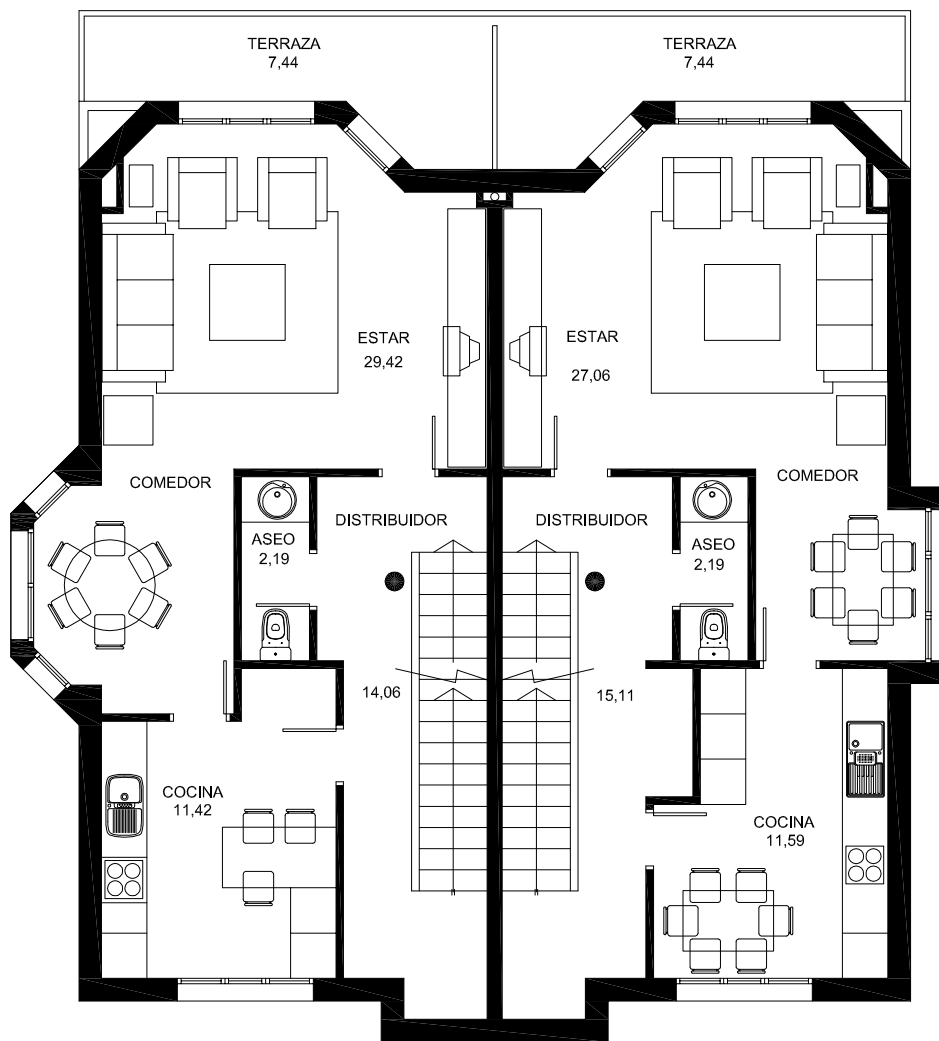 TERRAZA
7,44
TERRAZA
7,44
ESTAR
29,42
ESTAR
27,06
COMEDOR
COMEDOR
DISTRIBUIDOR
DISTRIBUIDOR
ASEO
2,19
ASEO
2,19
14,06
15,11
COCINA
11,42
COCINA
11,59